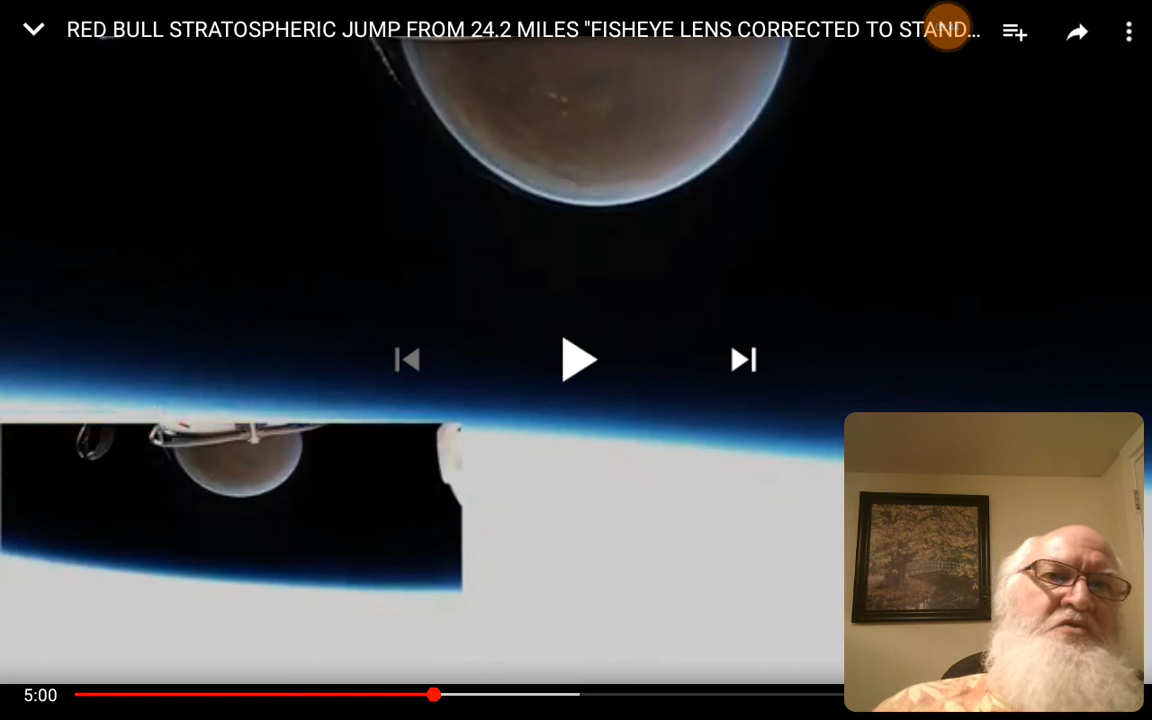 RED BULL STRATOSPHERIC JUMP FROM 24.2 MILES "FISHEYE LENS CORRECTED TO STAND...
5:00